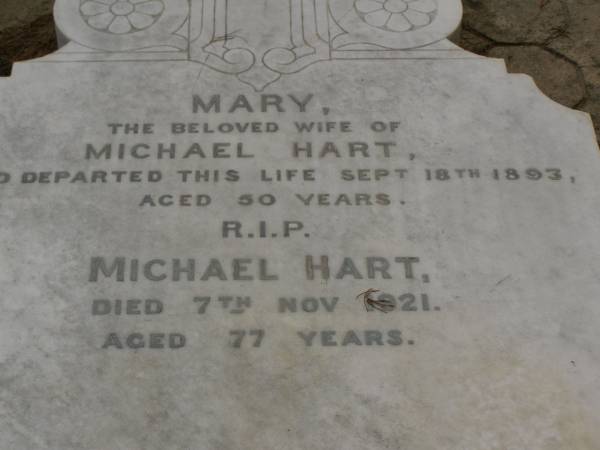 MARY,
THE BELOVED WIFE OF
MICHAEL HART,
DEPARTED THIS LIFE SEPT 18TH 1893,
AGED 50 YEARS.
R.I.P.
MICHAEL HART,
DIED 7TH NOV 1921.
AGED 77 YEARS.